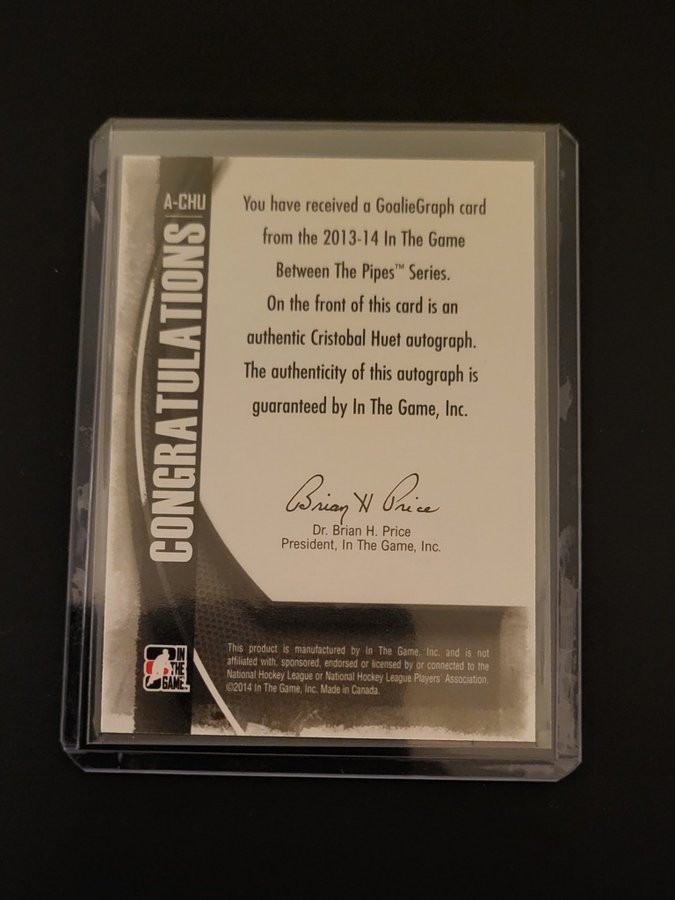 A-CHU
CONGRATULATIONS
You have received a GoalieGraph card
from the 2013-14 In The Game
Between The Pipes™ Series.
On the front of this card is an
authentic Cristobal Huet autograph.
The authenticity of this autograph is
guaranteed by In The Game, Inc.
Brian H Price
Dr. Brian H. Price
President, In The Game, Inc.
IN
THE
GAME
This product is manufactured by In The Game, Inc. and is not
affiliated with, sponsored, endorsed or licensed by or connected to the
National Hockey League or National Hockey League Players' Association.
©2014 In The Game, Inc. Made in Canada.